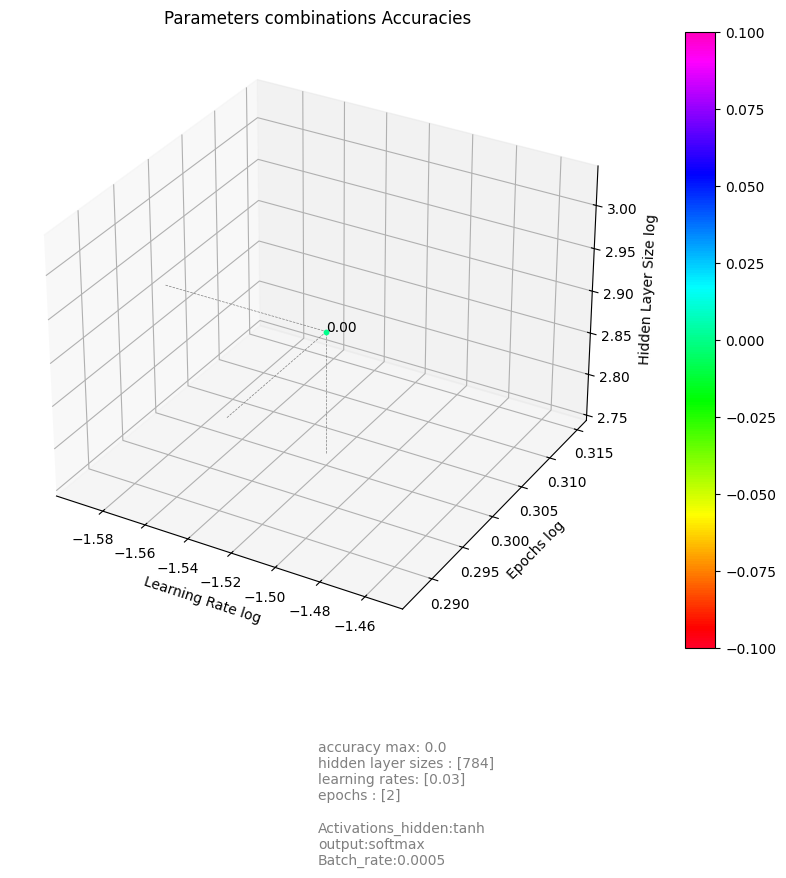 Parameters combinations Accuracies
0.100
0.075
0.050
0.025
0.000
−0.025
−0.050
−0.075
−0.100
3.00
2.95
2.90
2.85
2.80
2.75
Hidden Layer Size log
0.00
0.315
0.310
0.305
0.300
0.295
0.290
Epochs log
−1.58
−1.56
−1.54
−1.52
−1.50
−1.48
−1.46
Learning Rate log
accuracy max: 0.0
hidden layer sizes : [784]
learning rates: [0.03]
epochs : [2]
Activations_hidden:tanh
output:softmax
Batch_rate:0.0005